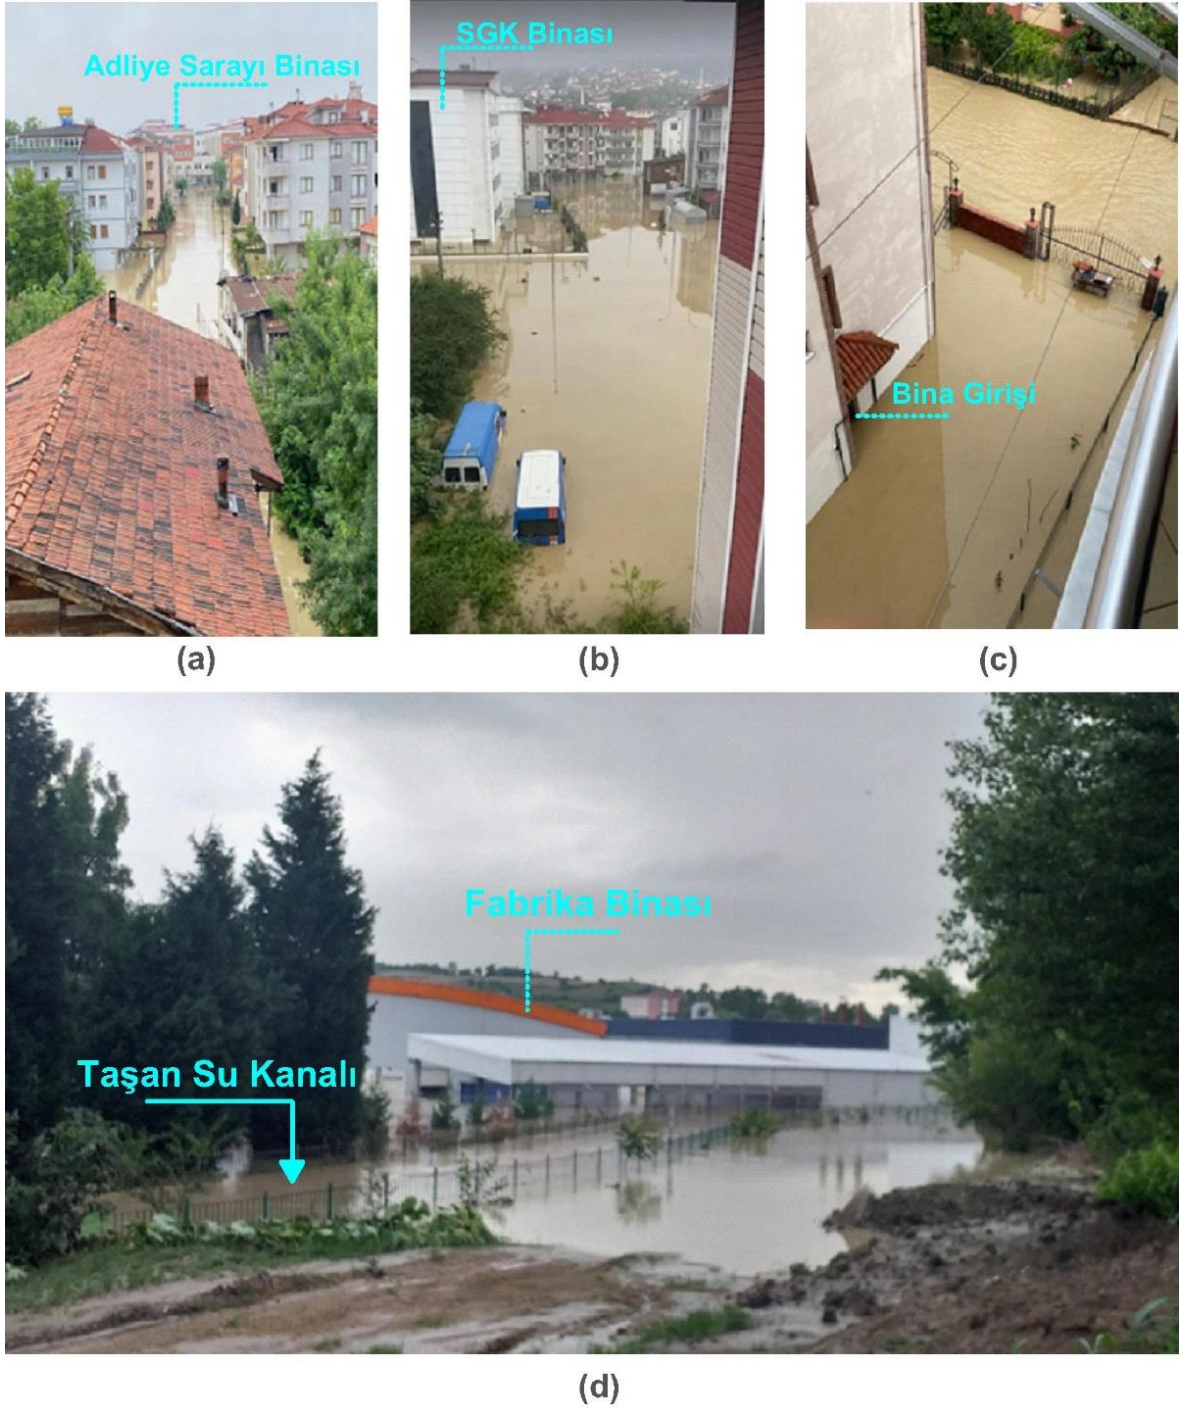 Adliye Sarayı Binası
SGK Binası
Bina Girişi
(a)
(b)
(c)
Fabrika Binası
Taşan Su Kanalı
(d)